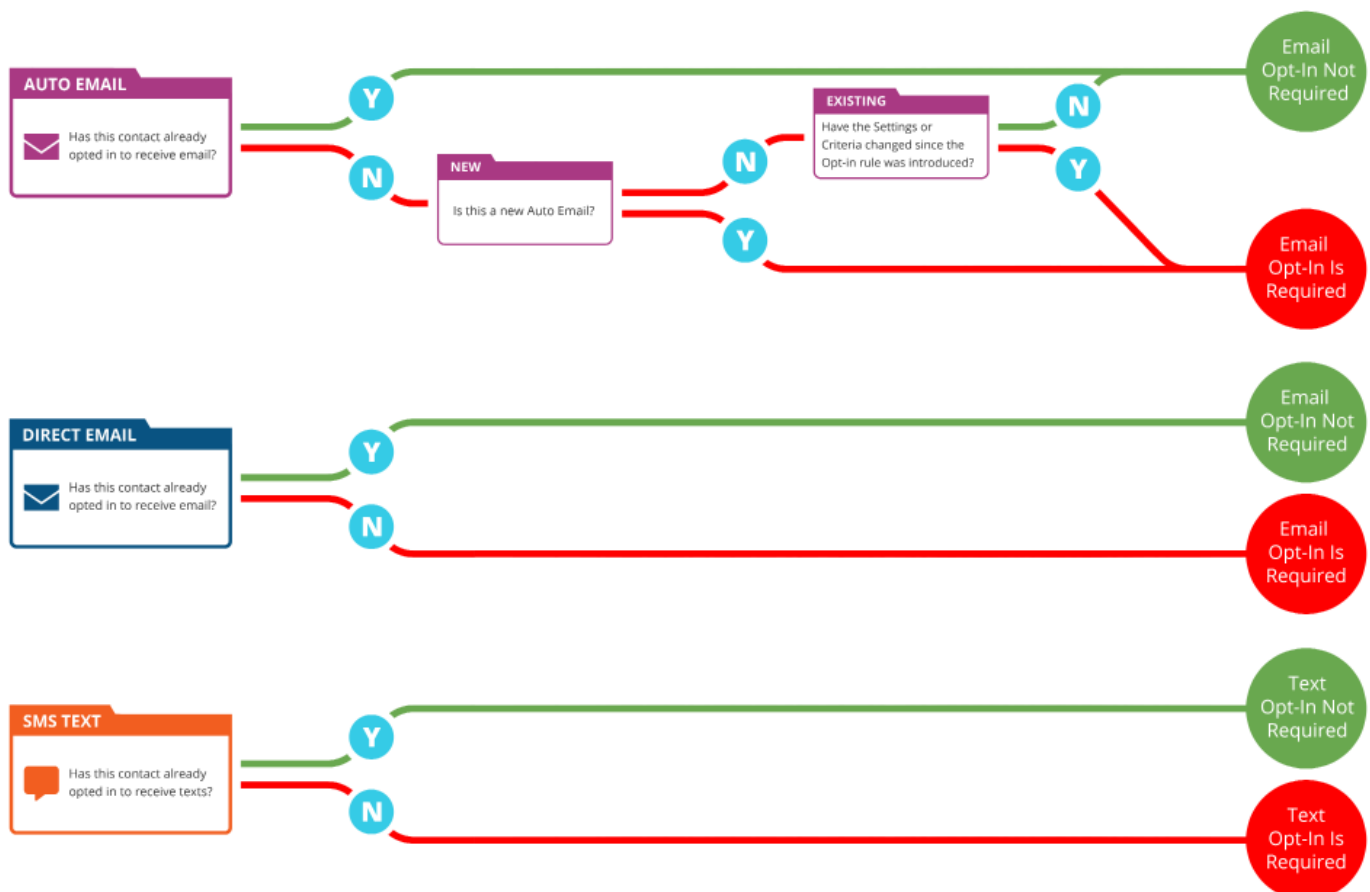 AUTO EMAIL
Has this contact already
opted in to receive email?
Y
N
NEW
Is this a new Auto Email?
N
Y
EXISTING
Have the Settings or
Criteria changed since the
Opt-in rule was introduced?
N
Y
Email
Opt-In Not
Required
Email
Opt-In Is
Required
DIRECT EMAIL
Has this contact already
opted in to receive email?
Y
N
Email
Opt-In Not
Required
Email
Opt-In Is
Required
SMS TEXT
Has this contact already
opted in to receive texts?
Y
N
Text
Opt-In Not
Required
Text
Opt-In Is
Required